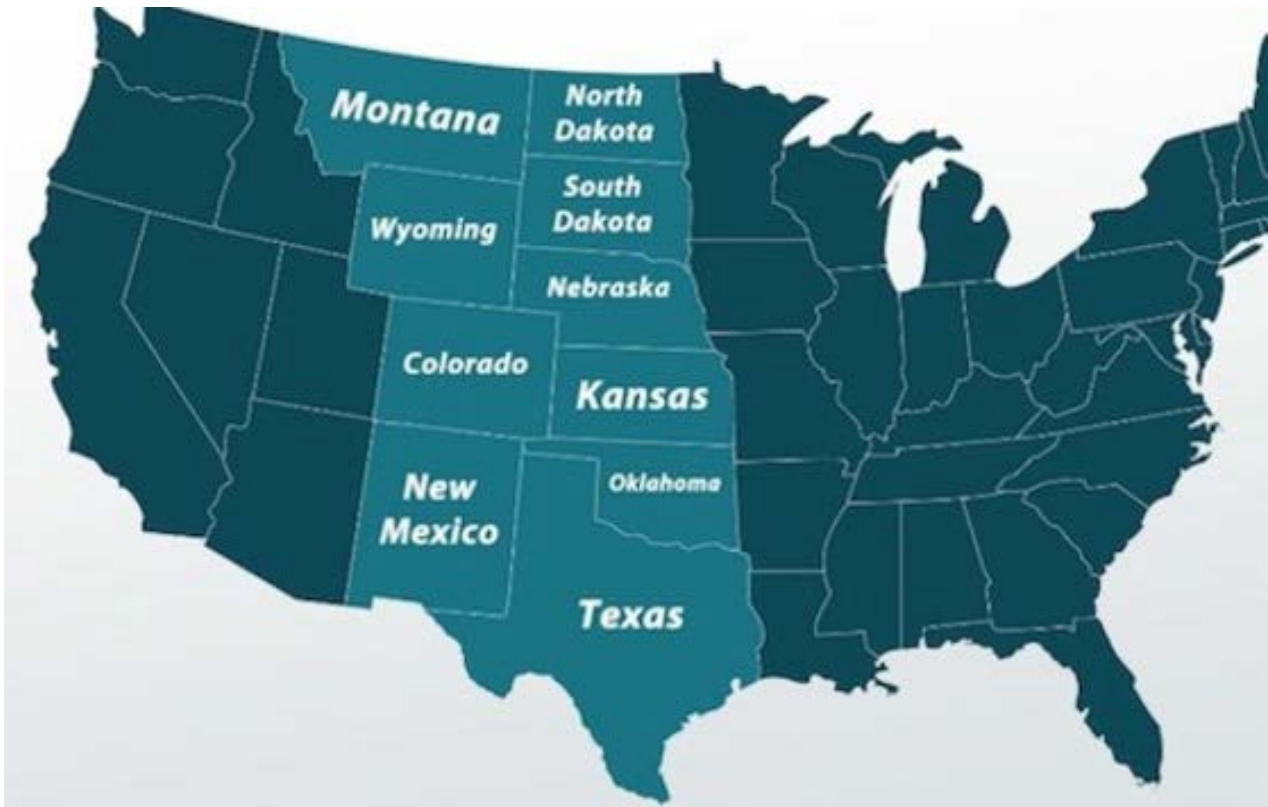 Montana
North
Dakota
South
Dakota
Wyoming
Nebraska
Colorado
Kansas
New
Mexico
Oklahoma
Texas